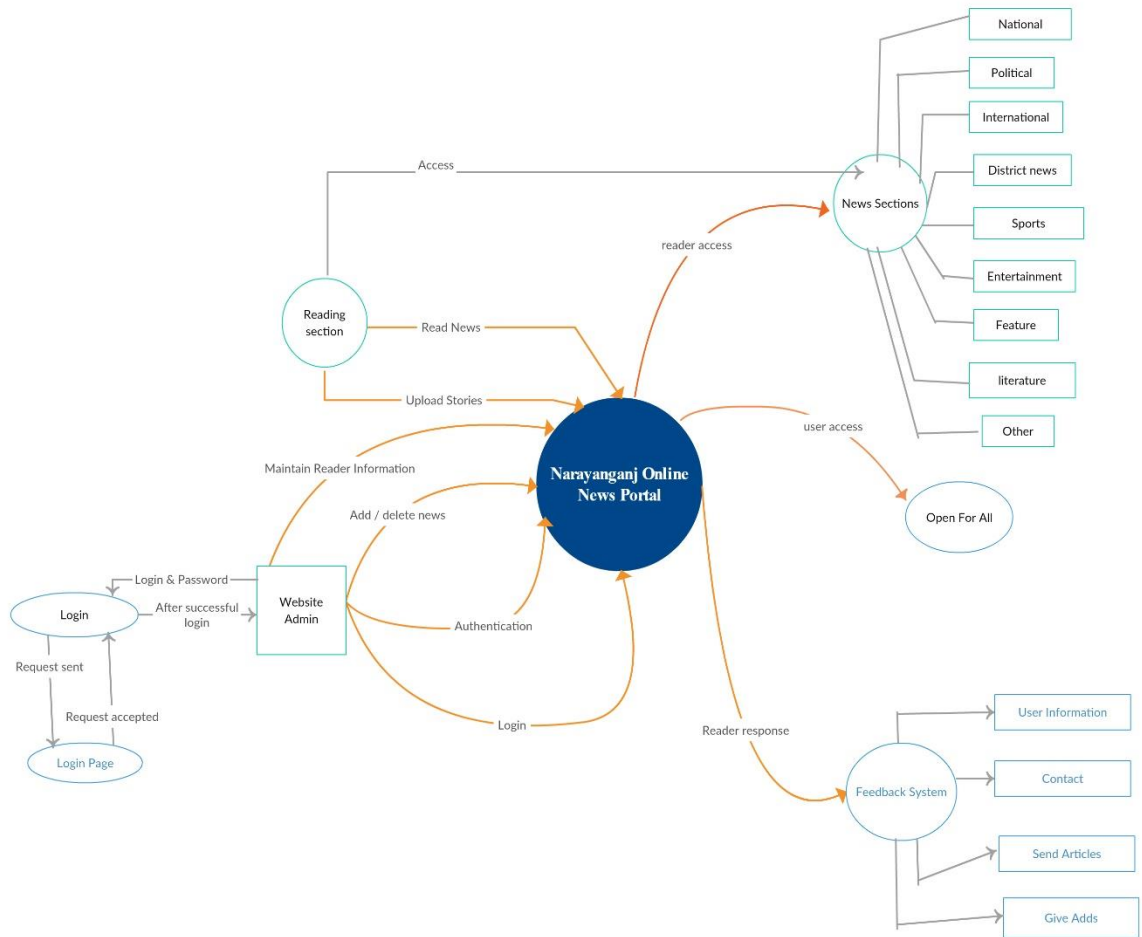 National
Political
International
Access
District news
News Sections
Sports
reader access
Entertainment
Reading
section
Read News
Feature
literature
Upload Stories
user access
Other
Maintain Reader Information
Narayanganj Online
News Portal
Add / delete news
Open For All
Login & Password
Website
Admin
Login
After successful
login
Authentication
Request sent
Request accepted
Login
Reader response
User Information
Login Page
Contact
Feedback System
Send Articles
Give Adds